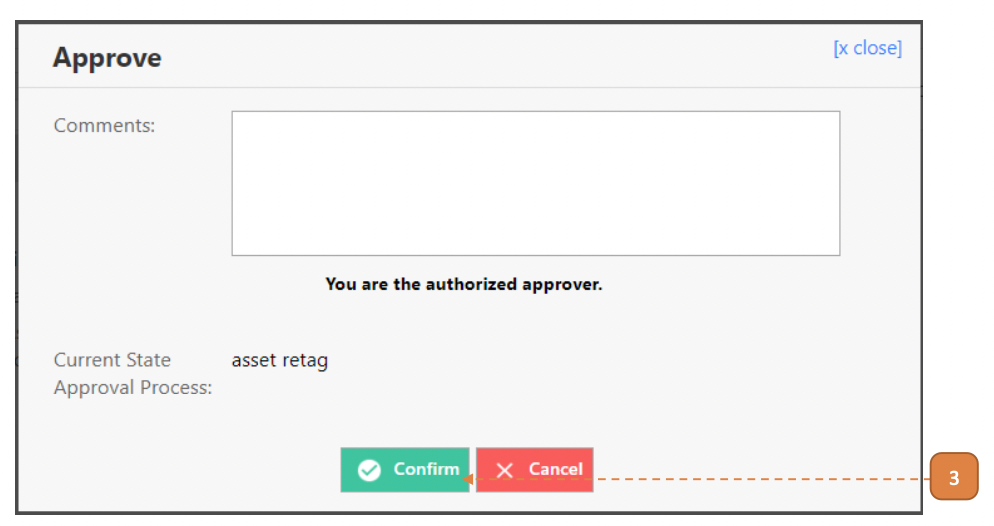 Approve
[x close]
Comments:
You are the authorized approver.
Current State
Approval Process:
asset retag
Confirm
Cancel
3